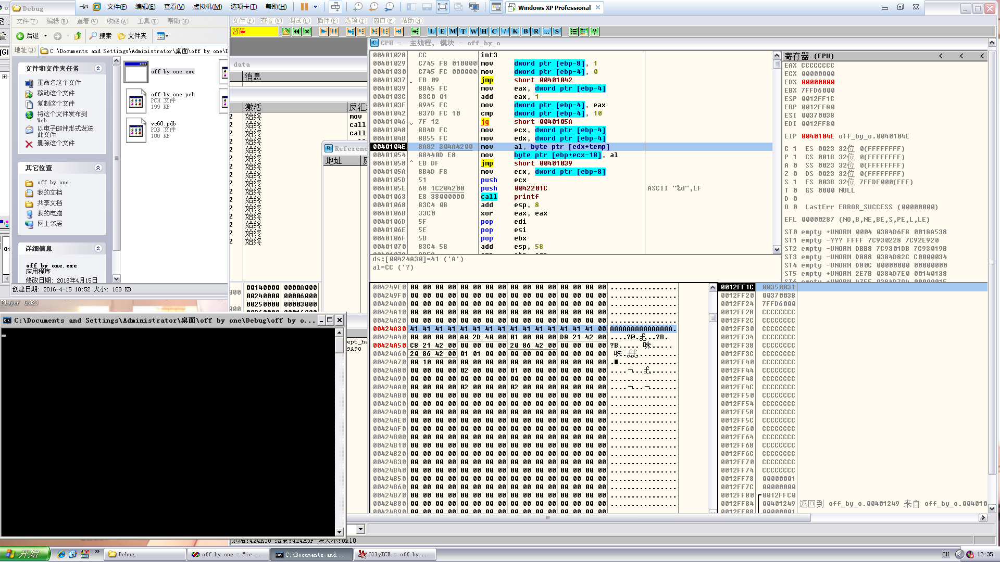 Debug
文件(F) 编辑(E) 查看(V) 虚拟机(M) 选项卡(T) 帮助(H)
Windows XP Professional
文件(F) 编辑(E) 查看(V) 收藏(A) 工具(T) 帮助(H)
后退 搜索 文件夹
地址(D) C:\Documents and Settings\Administrator\桌面\off by one\D
文件和文件夹任务
重命名这个文件
移动这个文件
复制这个文件
将这个文件发布到
Web
以电子邮件形式发送
此文件
删除这个文件
其它位置
off by one
我的文档
共享文档
我的电脑
网上邻居
详细信息
off by one.exe
应用程序
修改日期: 2016年4月15日
off by one.exe
off by one.pch
PCH 文件
199 KB
vc60.pdb
PDB 文件
100 KB
创建日期: 2016-4-15 10:52 大小: 168 KB
Player (x32)
文件(F) 查看(V) 调试(D) 插件(P) 选项(T) 窗口(W) 帮助(H)
暂停
L E M T W H C / K B R ... S
data
消息
激活 反汇
始终 mov
始终 call
始终
始终
始终
始终
始终
始终
始终
始终
始终
始终
始终
始终
始终
始终
Referenc
地址
00140000 0000A000
00240000 00006000
00250000 00003000
CPU - 主线程, 模块 - off_by_o
00401028 CC int3
00401029 C745 F8 0100000 mov dword ptr [ebp-8], 1
00401030 C745 FC 0000000 mov dword ptr [ebp-4], 0
00401037 EB 09 jmp short 00401042
00401039 8B45 FC mov eax, dword ptr [ebp-4]
0040103C 83C0 01 add eax, 1
0040103F 8945 FC mov dword ptr [ebp-4], eax
00401042 837D FC 10 cmp dword ptr [ebp-4], 10
00401046 7F 12 jg short 0040105A
00401048 8B4D FC mov ecx, dword ptr [ebp-4]
0040104B 8B55 FC mov edx, dword ptr [ebp-4]
0040104E 8A82 304A4200 mov al, byte ptr [edx+temp]
00401054 88440D E8 mov byte ptr [ebp+ecx-18], al
00401058 EB DF jmp short 00401039
0040105A 8B4D F8 mov ecx, dword ptr [ebp-8]
0040105D 51 push ecx
0040105E 68 1C204200 push 0042201C ASCII "%d",LF
00401063 E8 38000000 call printf
00401068 83C4 08 add esp, 8
0040106B 33C0 xor eax, eax
0040106D 5F pop edi
0040106E 5E pop esi
0040106F 5B pop ebx
00401070 83C4 58 add esp, 58
ds:[00424A30]=41 ('A')
al=CC ('?)
寄存器 (FPU) < < <
EAX CCCCCCCC
ECX 00000000
EDX 00000000
EBX 7FFD6000
ESP 0012FF1C
EBP 0012FF80
ESI 00370038
EDI 0012FF80
EIP 0040104E off_by_o.0040104E
C 1 ES 0023 32位 0(FFFFFFFF)
P 1 CS 001B 32位 0(FFFFFFFF)
A 0 SS 0023 32位 0(FFFFFFFF)
Z 0 DS 0023 32位 0(FFFFFFFF)
S 1 FS 003B 32位 7FFDF000(FFF)
T 0 GS 0000 NULL
D 0
O 0 LastErr ERROR_SUCCESS (00000000)
EFL 00000287 (NO,B,NE,BE,S,PE,L,LE)
ST0 empty +UNORM 0004 0384D6F8 0018A538
ST1 empty -??? FFFF 7C930228 7C92E920
ST2 empty -UNORM DBB8 7C9301DB 7C93019B
ST3 empty -UNORM D888 0384D82C C0000034
ST4 empty -UNORM D80C 00000000 00000000
ST5 empty +UNORM 2E7B 0384D7E0 00140138
004249E0 00 00 00 00 00 00 00 00 00 00 00 00 00 00 00 00 ................
004249F0 00 00 00 00 00 00 00 00 00 00 00 00 00 00 00 00 ................
00424A00 00 00 00 00 00 00 00 00 00 00 00 00 00 00 00 00 ................
00424A10 00 00 00 00 00 00 00 00 00 00 00 00 00 00 00 00 ................
00424A20 00 00 00 00 00 00 00 00 00 00 00 00 00 00 00 00 ................
00424A30 41 41 41 41 41 41 41 41 41 41 41 41 41 41 41 00 AAAAAAAAAAAAAAA.
00424A40 00 00 00 00 A0 2D 40 00 01 00 00 00 D8 21 42 00
00424A50 C8 21 42 00 00 00 00 00 20 86 42 00 00 00 00 00
00424A60 20 86 42 00 01 01 00 00 00 00 00 00 00 00 00 00
00424A70 00 10 00 00 00 00 00 00 00 00 00 00 00 00 00 00
00424A80 00 00 00 00 02 00 00 00 01 00 00 00 00 00 00 00
00424A90 00 00 00 00 00 00 00 00 00 00 00 00 00 00 00 00 ................
00424AA0 00 00 00 00 02 00 00 00 02 00 00 00 00 00 00 00
00424AB0 00 00 00 00 00 00 00 00 00 00 00 00 00 00 00 00 ................
00424AC0 00 00 00 00 00 00 00 00 00 00 00 00 00 00 00 00 ................
00424AD0 00 00 00 00 00 00 00 00 00 00 00 00 00 00 00 00 ................
00424AE0 00 00 00 00 00 00 00 00 00 00 00 00 00 00 00 00 ................
00424AF0 00 00 00 00 00 00 00 00 00 00 00 00 00 00 00 00 ................
00424B00 00 00 00 00 00 00 00 00 00 00 00 00 00 00 00 00 ................
00424B10 00 00 00 00 00 00 00 00 00 00 00 00 00 00 00 00 ................
00424B20 00 00 00 00 00 00 00 00 00 00 00 00 00 00 00 00 ................
00424B30 00 00 00 00 00 00 00 00 00 00 00 00 00 00 00 00 ................
00424B40 00 00 00 00 00 00 00 00 00 00 00 00 00 00 00 00 ................
00424B50 00 00 00 00 00 00 00 00 00 00 00 00 00 00 00 00 ................
00424B60 00 00 00 00 00 00 00 00 00 00 00 00 00 00 00 00 ................
00424B70 00 00 00 00 00 00 00 00 00 00 00 00 00 00 00 00 ................
00424B80 00 00 00 00 00 00 00 00 00 00 00 00 00 00 00 00 ................
00424B90 00 00 00 00 00 00 00 00 00 00 00 00 00 00 00 00
0012FF1C 00350031
0012FF20 00370038
0012FF24 7FFD6000
0012FF28 CCCCCCCC
0012FF2C CCCCCCCC
0012FF30 CCCCCCCC
0012FF34 CCCCCCCC
0012FF38 CCCCCCCC
0012FF3C CCCCCCCC
0012FF40 CCCCCCCC
0012FF44 CCCCCCCC
0012FF48 CCCCCCCC
0012FF4C CCCCCCCC
0012FF50 CCCCCCCC
0012FF54 CCCCCCCC
0012FF58 CCCCCCCC
0012FF5C CCCCCCCC
0012FF60 CCCCCCCC
0012FF64 CCCCCCCC
0012FF68 CCCCCCCC
0012FF6C CCCCCCCC
0012FF70 CCCCCCCC
0012FF74 CCCCCCCC
0012FF78 00000001
0012FF7C 00000000
0012FF80 0012FFC0
0012FF84 00401249 返回到 off_by_o.00401249 来自 off_by_o.004010
0012FF88 00000001
C:\Documents and Settings\Administrator\桌面\off by one\Debug\off by o...
起始:424A30 结束:424A3F 块大小:0x10
开始 Debug off by one - Mic... C:\Documents and... OllyICE - off by... CH 13:35